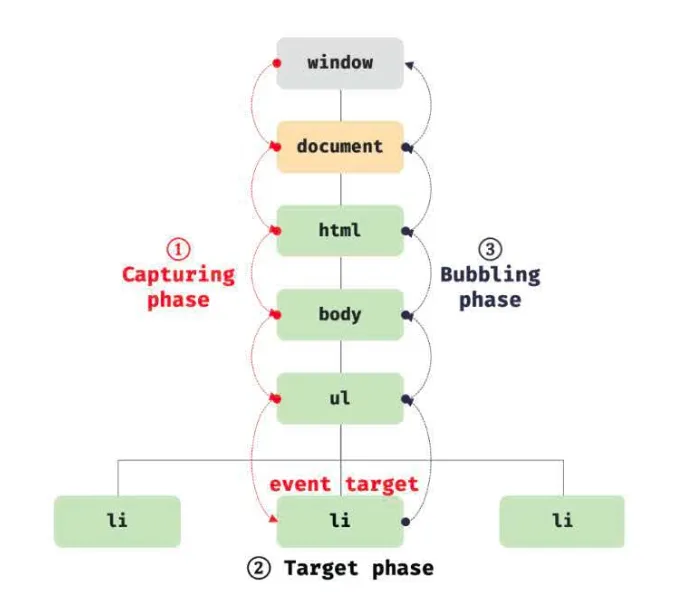 window
document
html
①
Capturing
phase
③
Bubbling
phase
body
ul
event target
li
li
li
② Target phase